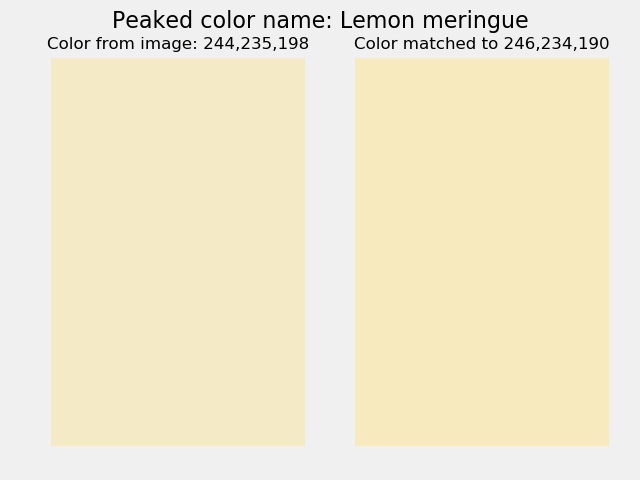 Peaked color name: Lemon meringue
Color from image: 244,235,198
Color matched to 246,234,190